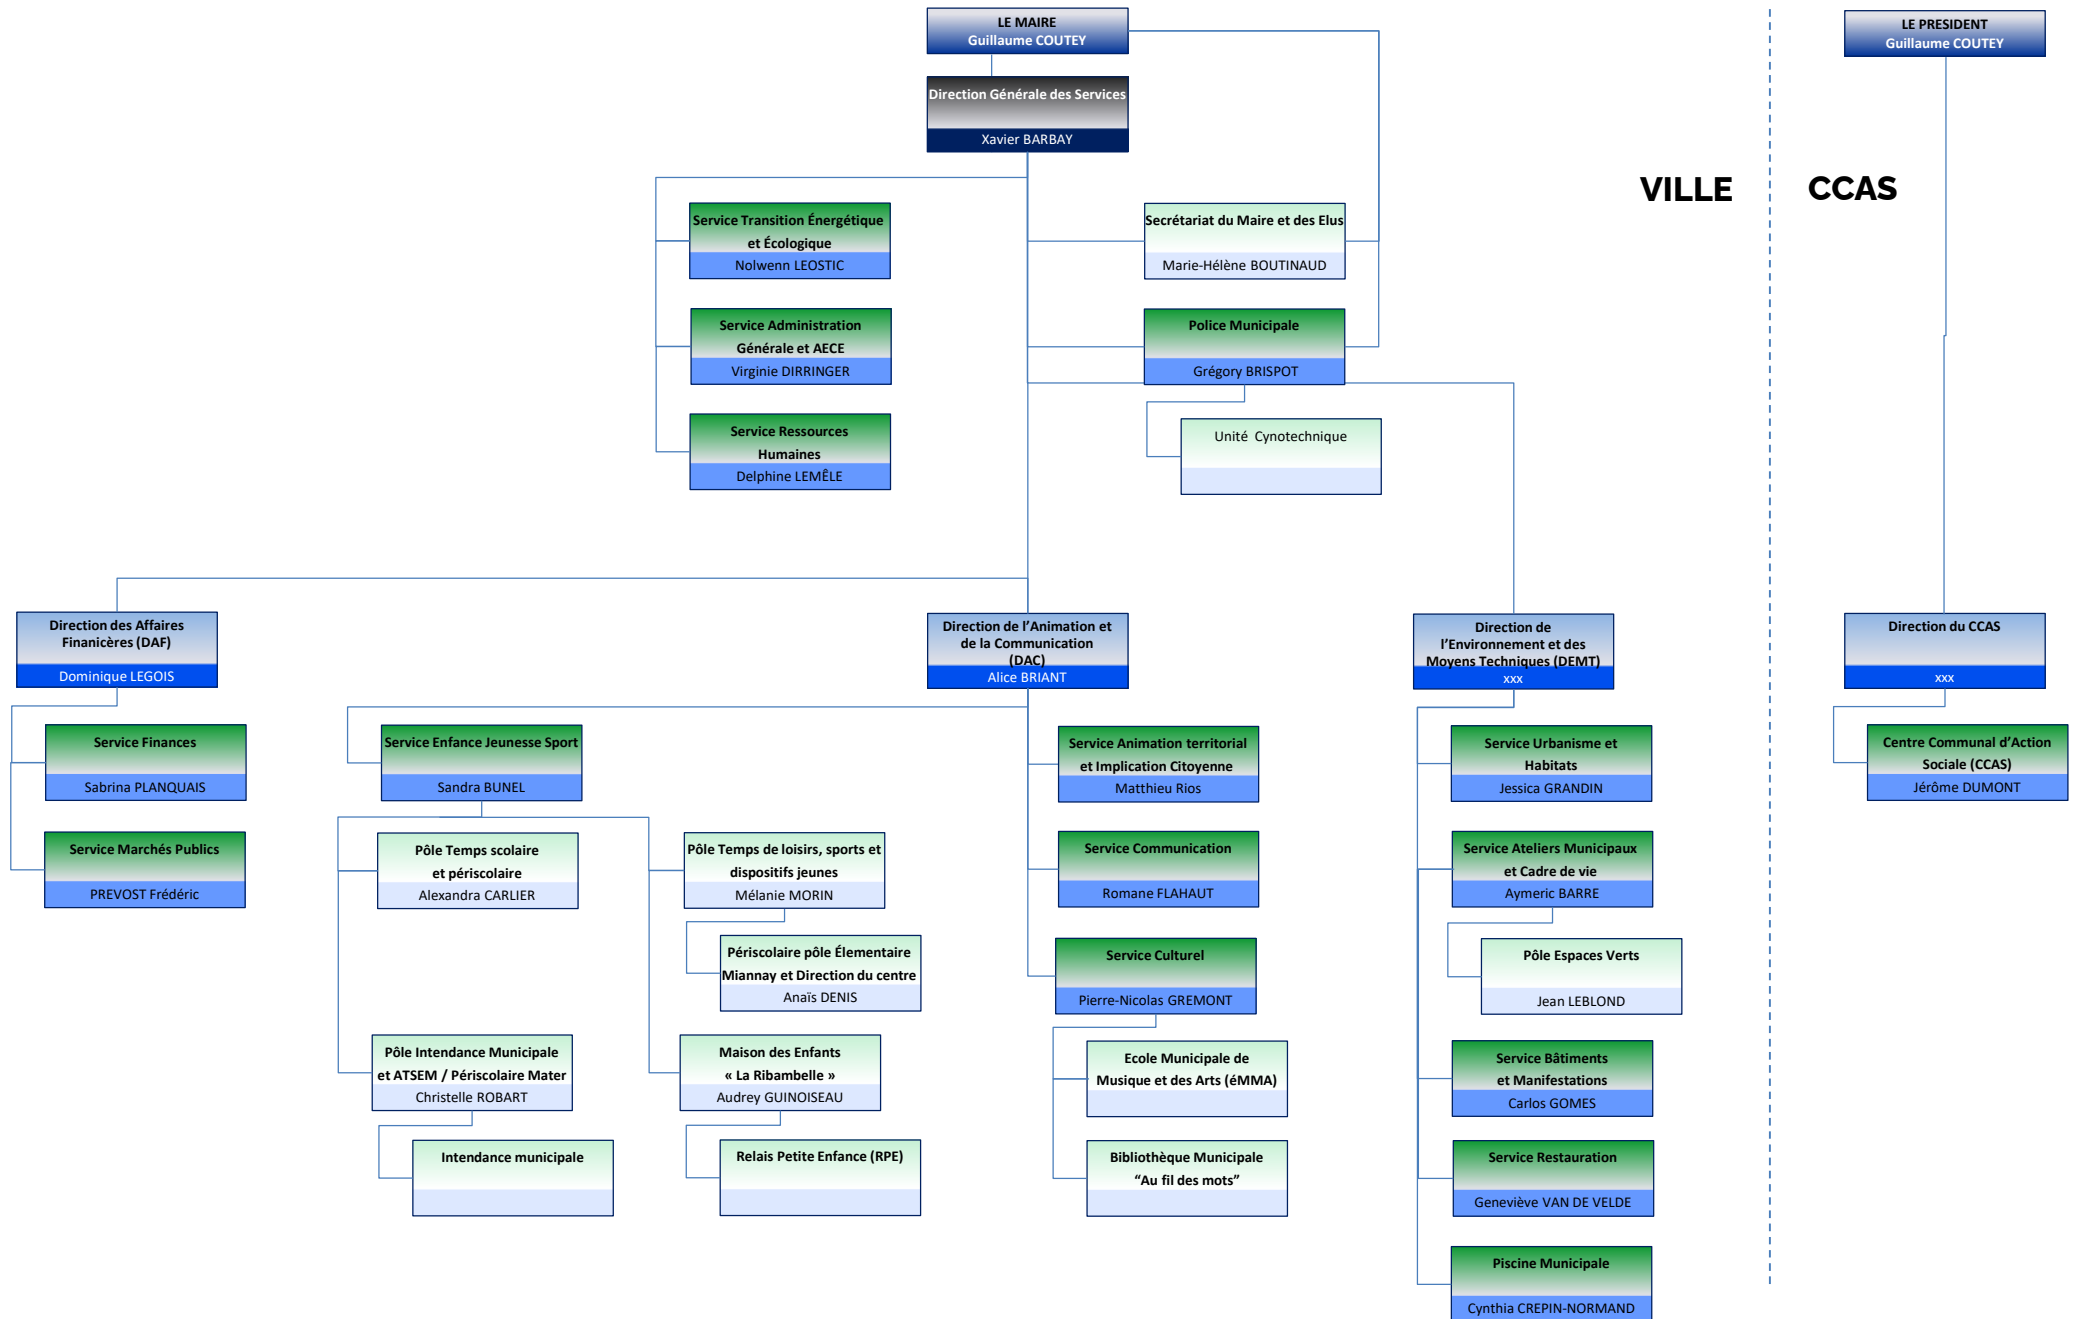 LE MAIRE
Guillaume COUTEY
LE PRESIDENT
Guillaume COUTEY
Direction Générale des Services
Xavier BARBAY
VILLE
CCAS
Service Transition Énergétique
et Écologique
Nolwenn LEOSTIC
Secrétariat du Maire et des Elus
Marie-Hélène BOUTINAUD
Service Administration
Générale et AECE
Virginie DIRRINGER
Police Municipale
Grégory BRISPOT
Service Ressources
Humaines
Delphine LEMÊLE
Unité  Cynotechnique
Direction des Affaires
Finanicères (DAF)
Dominique LEGOIS
Direction de l’Animation et
de la Communication
(DAC)
Alice BRIANT
Direction de
l’Environnement et des
Moyens Techniques (DEMT)
xxx
Direction du CCAS
xxx
Service Finances
Sabrina PLANQUAIS
Service Enfance Jeunesse Sport
Sandra BUNEL
Service Animation territorial
et Implication Citoyenne
Matthieu Rios
Service Urbanisme et
Habitats
Jessica GRANDIN
Centre Communal d’Action
Sociale (CCAS)
Jérôme DUMONT
Service Marchés Publics
PREVOST Frédéric
Pôle Temps scolaire
et périscolaire
Alexandra CARLIER
Pôle Temps de loisirs, sports et
dispositifs jeunes
Mélanie MORIN
Service Communication
Romane FLAHAUT
Service Ateliers Municipaux
et Cadre de vie
Aymeric BARRE
Périscolaire pôle Élementaire
Miannay et Direction du centre
Anaïs DENIS
Service Culturel
Pierre-Nicolas GREMONT
Pôle Espaces Verts
Jean LEBLOND
Pôle Intendance Municipale
et ATSEM / Périscolaire Mater
Christelle ROBART
Maison des Enfants
« La Ribambelle »
Audrey GUINOISEAU
Ecole Municipale de
Musique et des Arts (éMMA)
Service Bâtiments
et Manifestations
Carlos GOMES
Intendance municipale
Relais Petite Enfance (RPE)
Bibliothèque Municipale
“Au fil des mots”
Service Restauration
Geneviève VAN DE VELDE
Piscine Municipale
Cynthia CREPIN-NORMAND